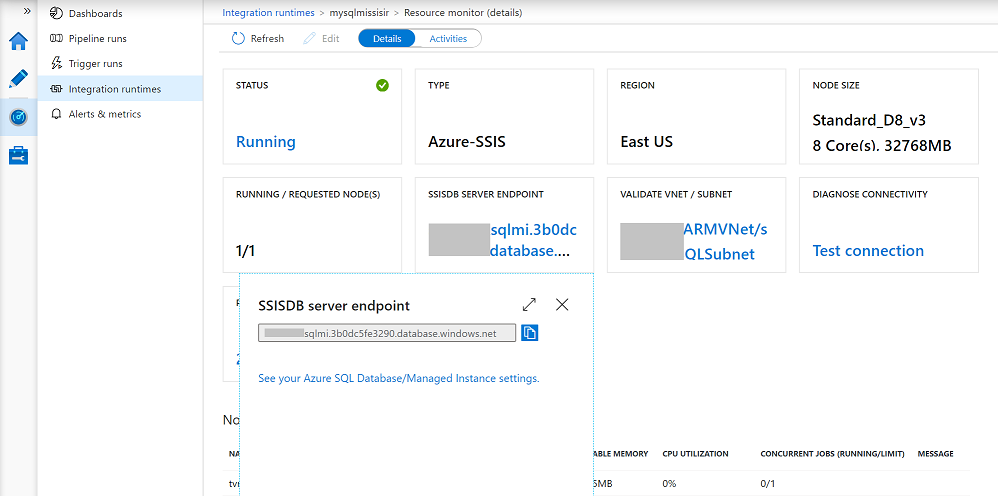 »
Dashboards
Pipeline runs
Trigger runs
Integration runtimes
Alerts & metrics
Integration runtimes > mysqlmissisir > Resource monitor (details)
Refresh Edit Details Activities
STATUS
Running
TYPE
Azure-SSIS
REGION
East US
NODE SIZE
Standard_D8_v3
8 Core(s), 32768MB
RUNNING / REQUESTED NODE(S)
1/1
SSISDB SERVER ENDPOINT
sqlmi.3b0dc
database....
VALIDATE VNET / SUBNET
ARMVNet/s
QLSubnet
DIAGNOSE CONNECTIVITY
Test connection
SSISDB server endpoint
sqlmi.3b0dc5fe3290.database.windows.net
See your Azure SQL Database/Managed Instance settings.
No
NA ABLE MEMORY CPU UTILIZATION CONCURRENT JOBS (RUNNING/LIMIT) MESSAGE
tvr 5MB 0% 0/1